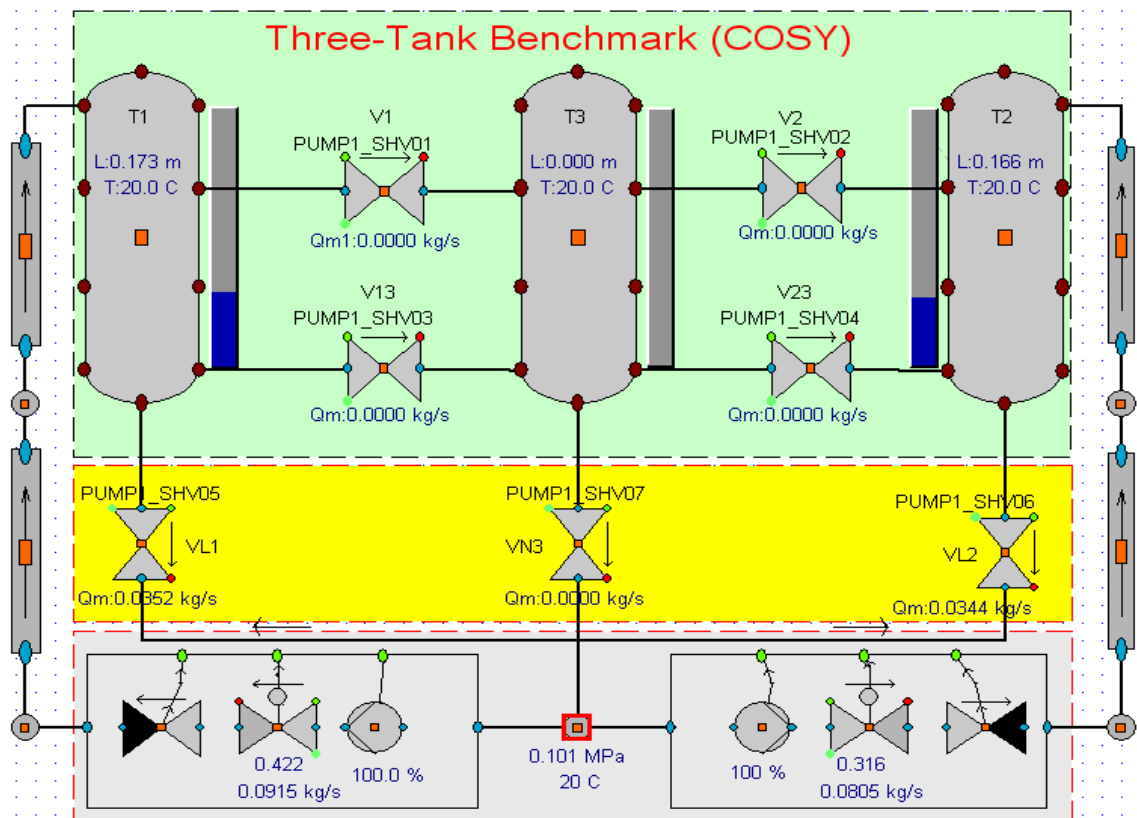 Three-Tank Benchmark (COSY)
T1
L:0.173 m
T:20.0 C
V1
PUMP1_SHV01
Qm1:0.0000 kg/s
T3
L:0.000 m
T:20.0 C
V2
PUMP1_SHV02
Qm:0.0000 kg/s
T2
L:0.166 m
T:20.0 C
V13
PUMP1_SHV03
Qm:0.0000 kg/s
V23
PUMP1_SHV04
Qm:0.0000 kg/s
PUMP1_SHV05
VL1
Qm:0.0352 kg/s
PUMP1_SHV07
VN3
Qm:0.0000 kg/s
PUMP1_SHV06
VL2
Qm:0.0344 kg/s
0.422
0.0915 kg/s
100.0 %
0.101 MPa
20 C
100 %
0.316
0.0805 kg/s